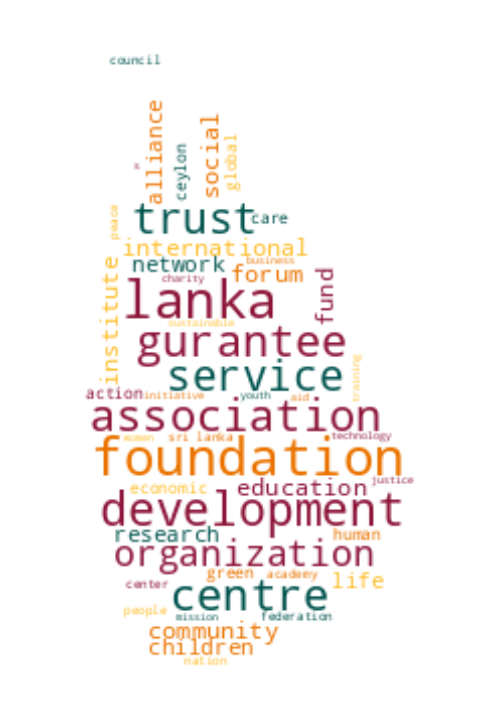 council
alliance
social
ceylon
global
trust
care
peace
international
network
business
forum
charity
fund
institute
lanka
sustainable
gurantee
training
service
action
initiative
youth
aid
association
women
sri lanka
technology
foundation
economic
education
justice
development
research
human
organization
green
academy
life
center
centre
people
mission
federation
community
children
nation